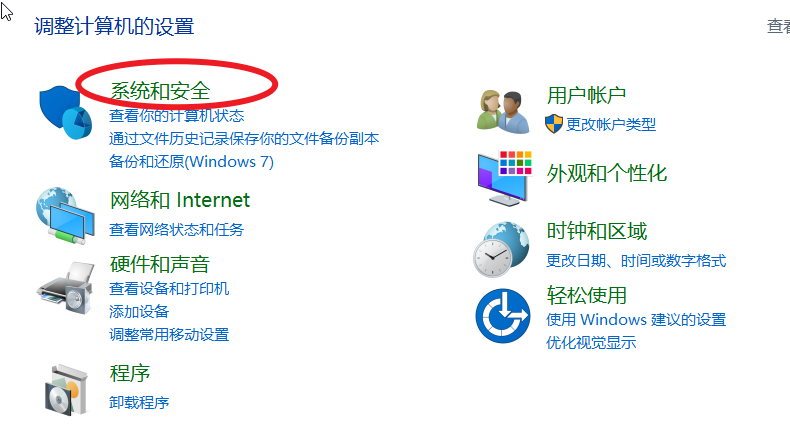 调整计算机的设置
查看
系统和安全
查看你的计算机状态
通过文件历史记录保存你的文件备份副本
备份和还原(Windows 7)
网络和 Internet
查看网络状态和任务
硬件和声音
查看设备和打印机
添加设备
调整常用移动设置
程序
卸载程序
用户帐户
更改帐户类型
外观和个性化
时钟和区域
更改日期、时间或数字格式
轻松使用
使用 Windows 建议的设置
优化视觉显示